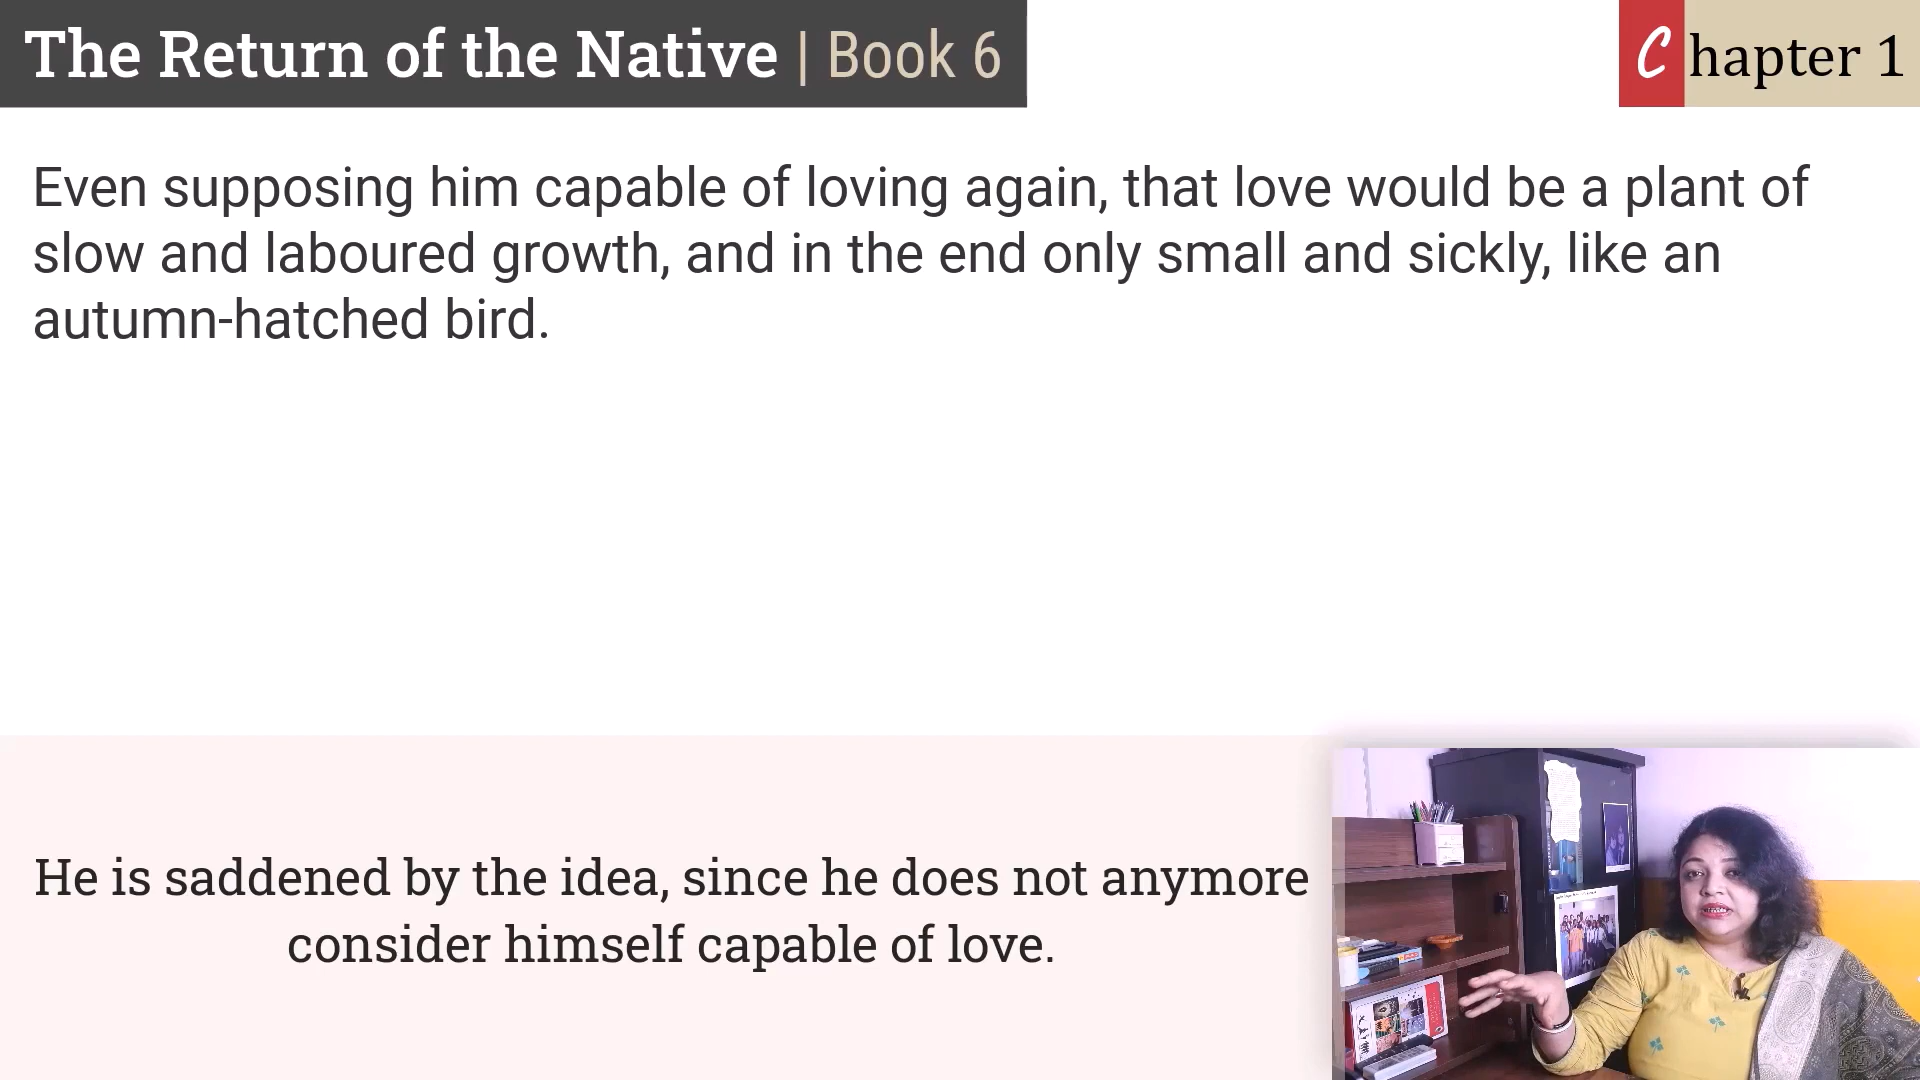 The Return of the Native | Book 6
Chapter 1
Even supposing him capable of loving again, that love would be a plant of
slow and laboured growth, and in the end only small and sickly, like an
autumn-hatched bird.
He is saddened by the idea, since he does not anymore
consider himself capable of love.